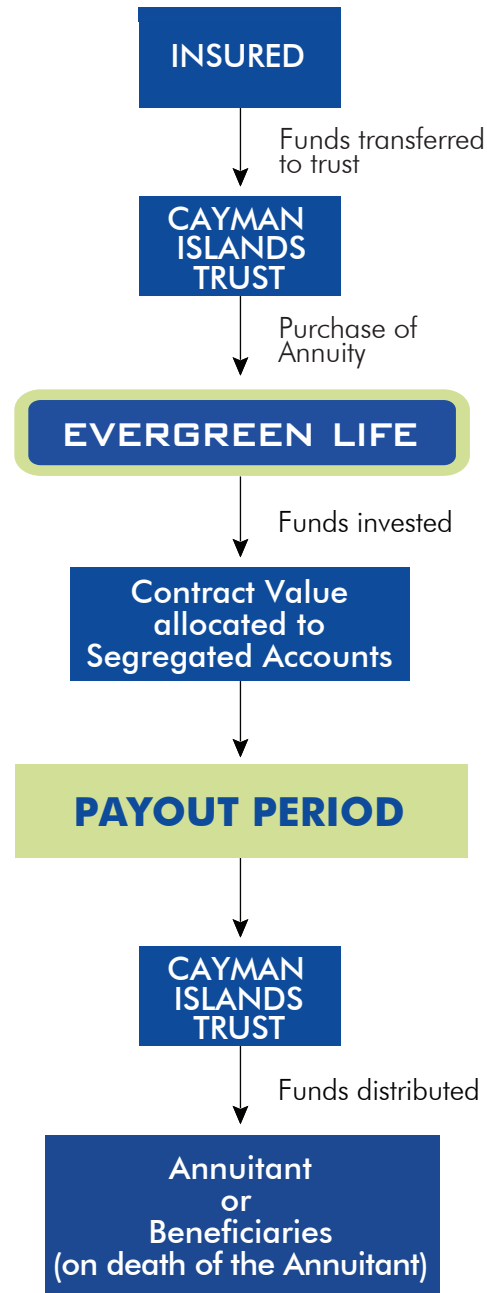 INSURED
Funds transferred
to trust
CAYMAN
ISLANDS
TRUST
Purchase of
Annuity
EVERGREEN LIFE
Funds invested
Contract Value
allocated to
Segregated Accounts
PAYOUT PERIOD
CAYMAN
ISLANDS
TRUST
Funds distributed
Annuitant
or
Beneficiaries
(on death of the Annuitant)